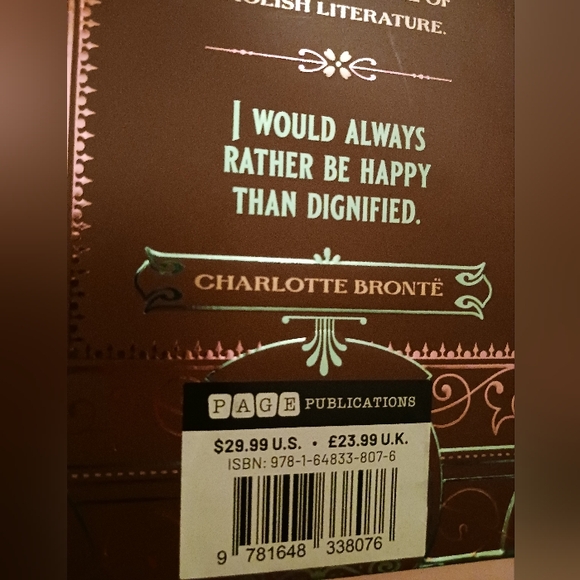 LITERATURE.
I WOULD ALWAYS
RATHER BE HAPPY
THAN DIGNIFIED.
CHARLOTTE BRONTË
PAGE PUBLICATIONS
$29.99 U.S. • £23.99 U.K.
ISBN: 978-1-64833-807-6
9 781648 338076